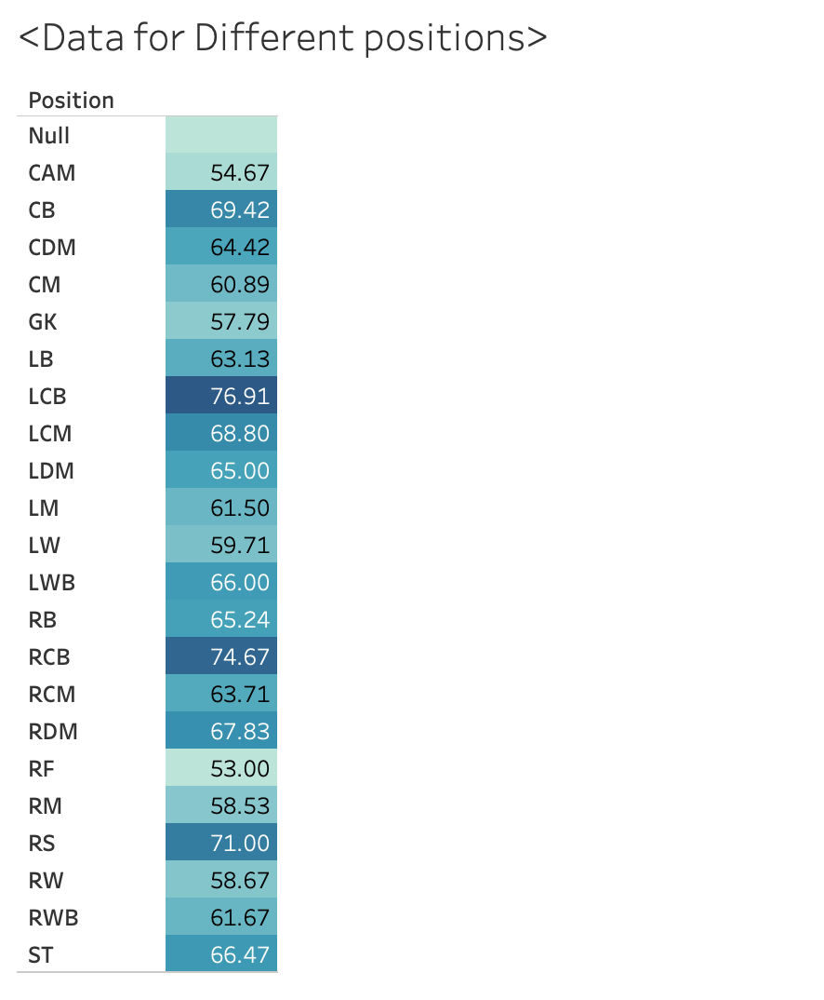 <Data for Different positions>
Position
Null
CAM 54.67
CB 69.42
CDM 64.42
CM 60.89
GK 57.79
LB 63.13
LCB 76.91
LCM 68.80
LDM 65.00
LM 61.50
LW 59.71
LWB 66.00
RB 65.24
RCB 74.67
RCM 63.71
RDM 67.83
RF 53.00
RM 58.53
RS 71.00
RW 58.67
RWB 61.67
ST 66.47